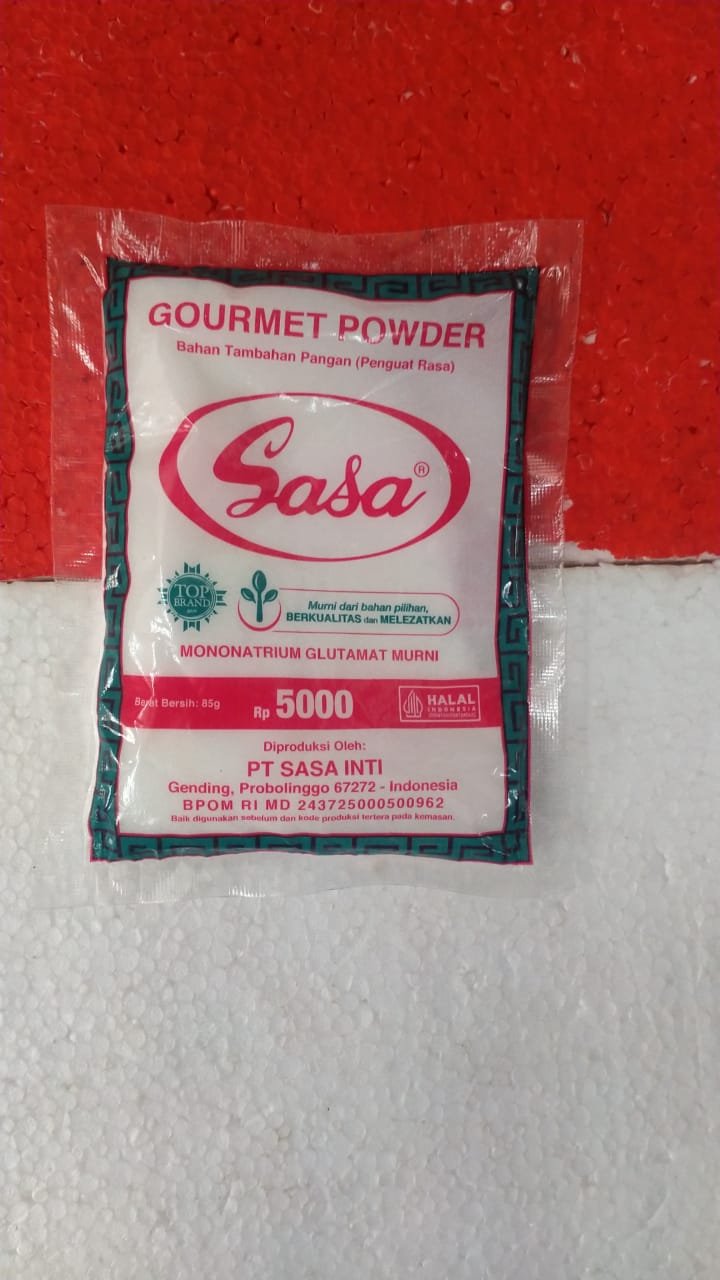 GOURMET POWDER
Bahan Tambahan Pangan (Penguat Rasa)
Sasa®
TOP
BRAND
Murni dari bahan pilihan,
BERKUALITAS dan MELEZATKAN
MONONATRIUM GLUTAMAT MURNI
Berat Bersih: 85g
Rp 5000
HALAL
INDONESIA
Diproduksi Oleh:
PT SASA INTI
Gending, Probolinggo 67272 - Indonesia
BPOM RI MD 243725000500962
Baik digunakan sebelum dan kode produksi tertera pada kemasan.